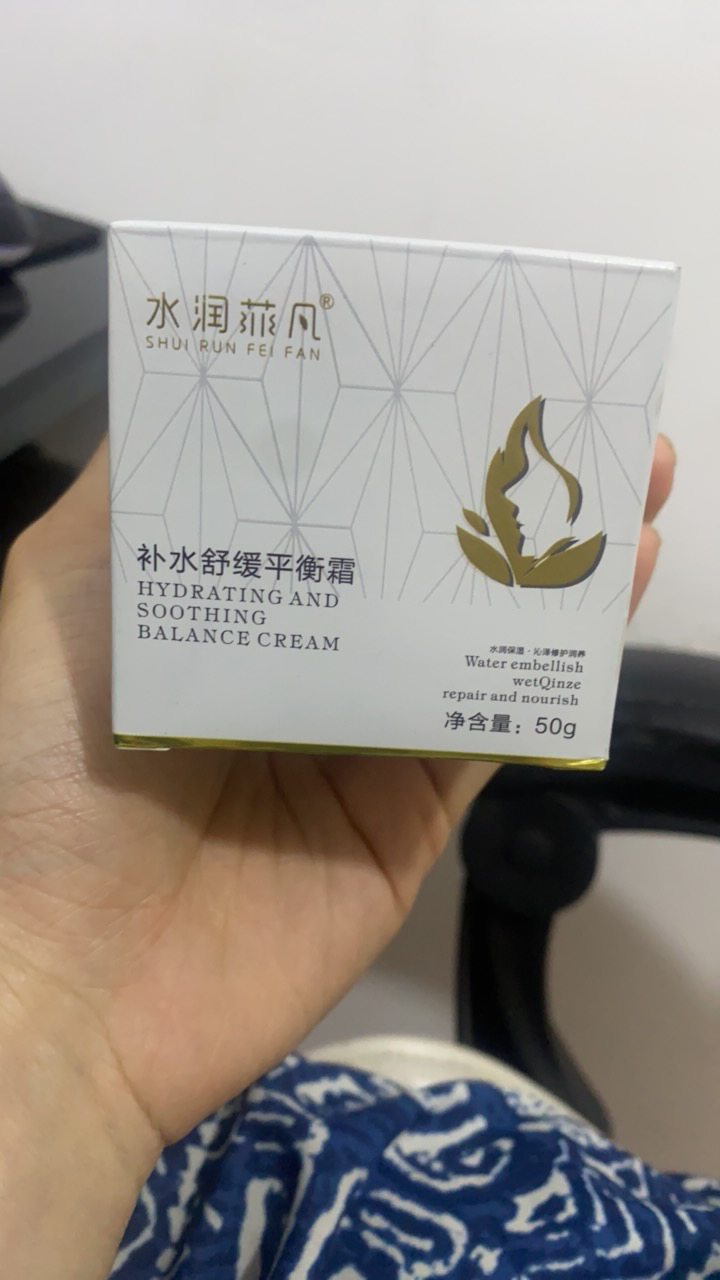 水润菲凡®
SHUI RUN FEI FAN
补水舒缓平衡霜
HYDRATING AND
SOOTHING
BALANCE CREAM
水润保湿·沁泽修护润养
Water embellish
wetQinze
repair and nourish
净含量：50g